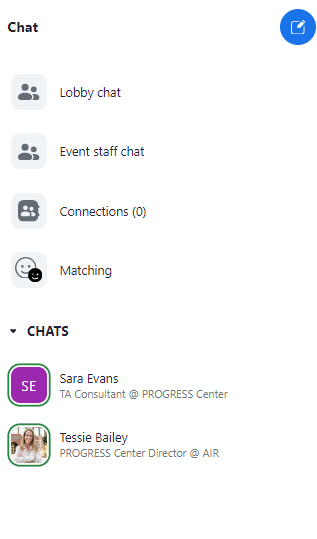 Chat
Lobby chat
Event staff chat
Connections (0)
Matching
CHATS
SE
Sara Evans
TA Consultant @ PROGRESS Center
Tessie Bailey
PROGRESS Center Director @ AIR